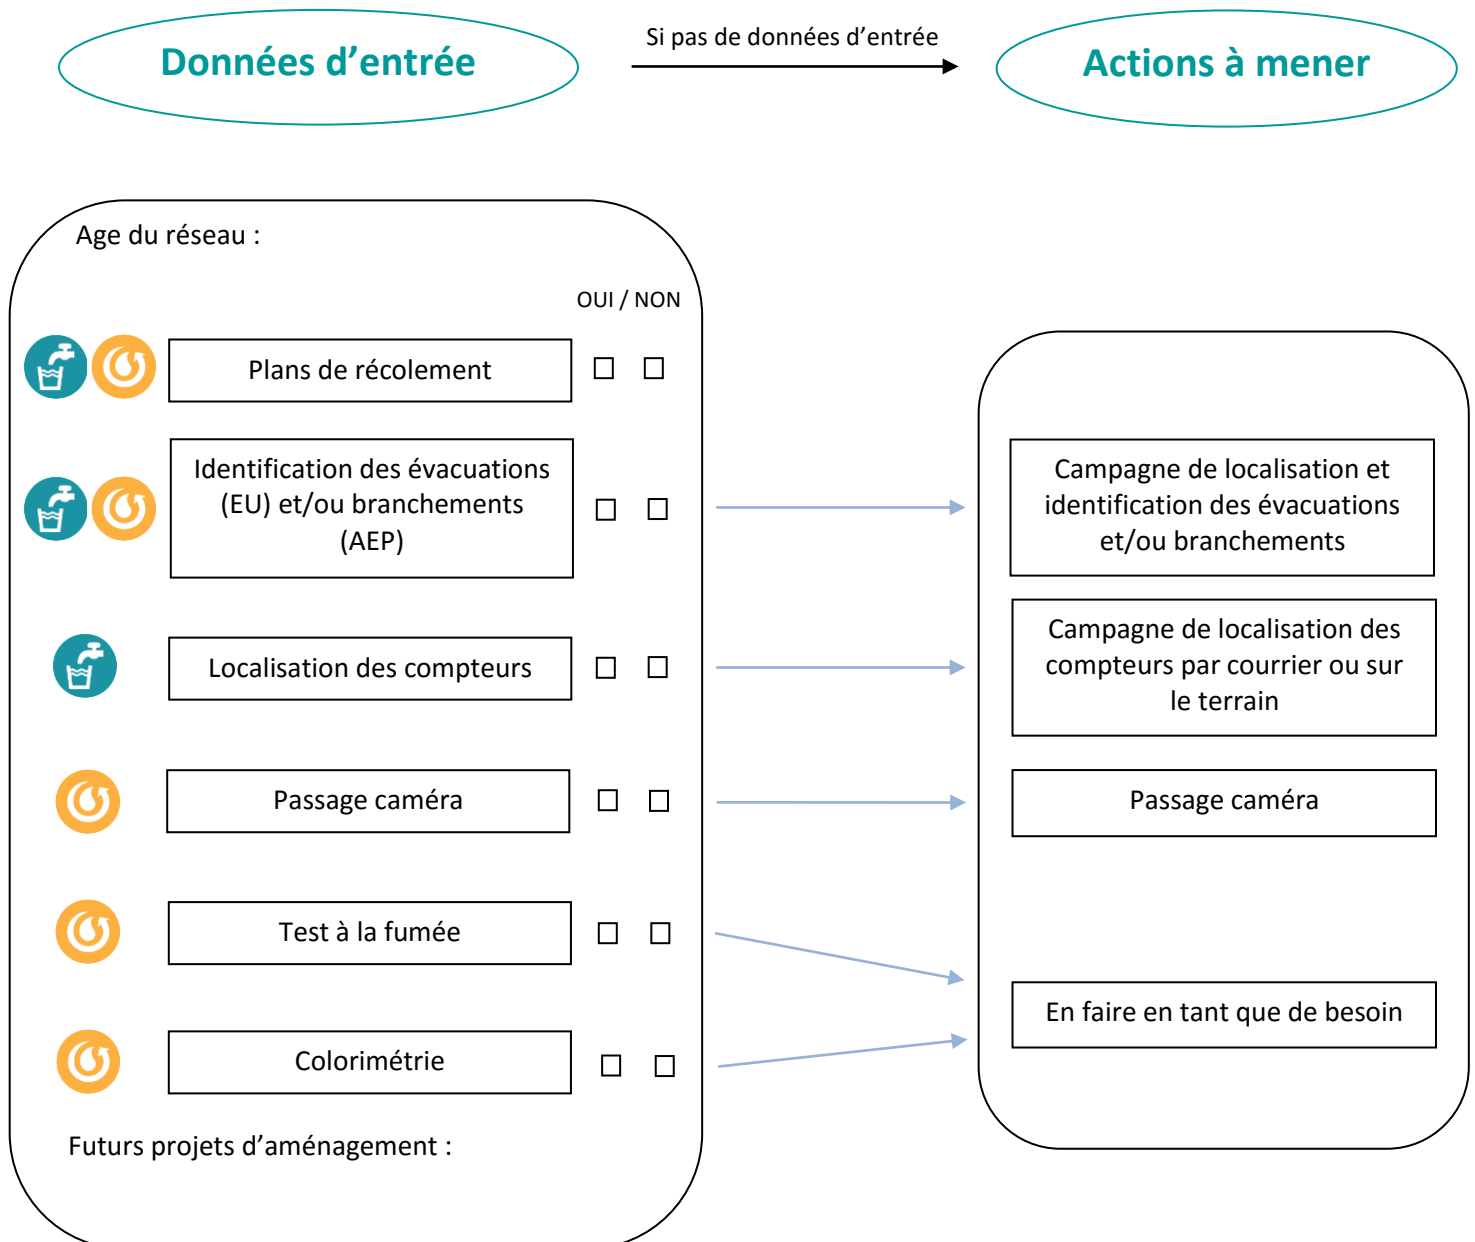 Données d’entrée
Si pas de données d’entrée
Actions à mener
Age du réseau :
OUI / NON
Plans de récolement
Identification des évacuations
(EU) et/ou branchements
(AEP)
Campagne de localisation et
identification des évacuations
et/ou branchements
Localisation des compteurs
Campagne de localisation des
compteurs par courrier ou sur
le terrain
Passage caméra
Passage caméra
Test à la fumée
En faire en tant que de besoin
Colorimétrie
Futurs projets d’aménagement :